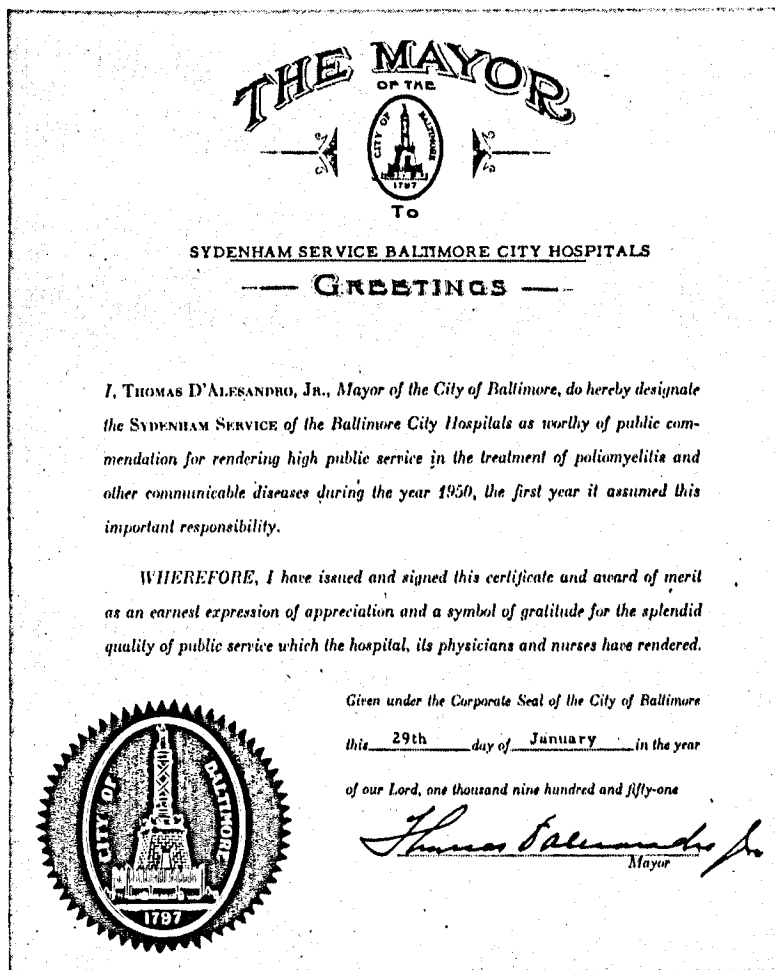 THE MAYOR
OF THE
CITY OF BALTIMORE
1797
To
SYDENHAM SERVICE BALTIMORE CITY HOSPITALS
GREETINGS
I, THOMAS D'ALESANDRO, JR., Mayor of the City of Baltimore, do hereby designate
the SYDENHAM SERVICE of the Baltimore City Hospitals as worthy of public com-
mendation for rendering high public service in the treatment of poliomyelitis and
other communicable diseases during the year 1950, the first year it assumed this
important responsibility.
WHEREFORE, I have issued and signed this certificate and award of merit
as an earnest expression of appreciation and a symbol of gratitude for the splendid
quality of public service which the hospital, its physicians and nurses have rendered.
Given under the Corporate Seal of the City of Baltimore
this 29th day of January in the year
of our Lord, one thousand nine hundred and fifty-one
Thomas D'Alesandro Jr
Mayor
CITY OF BALTIMORE
1797